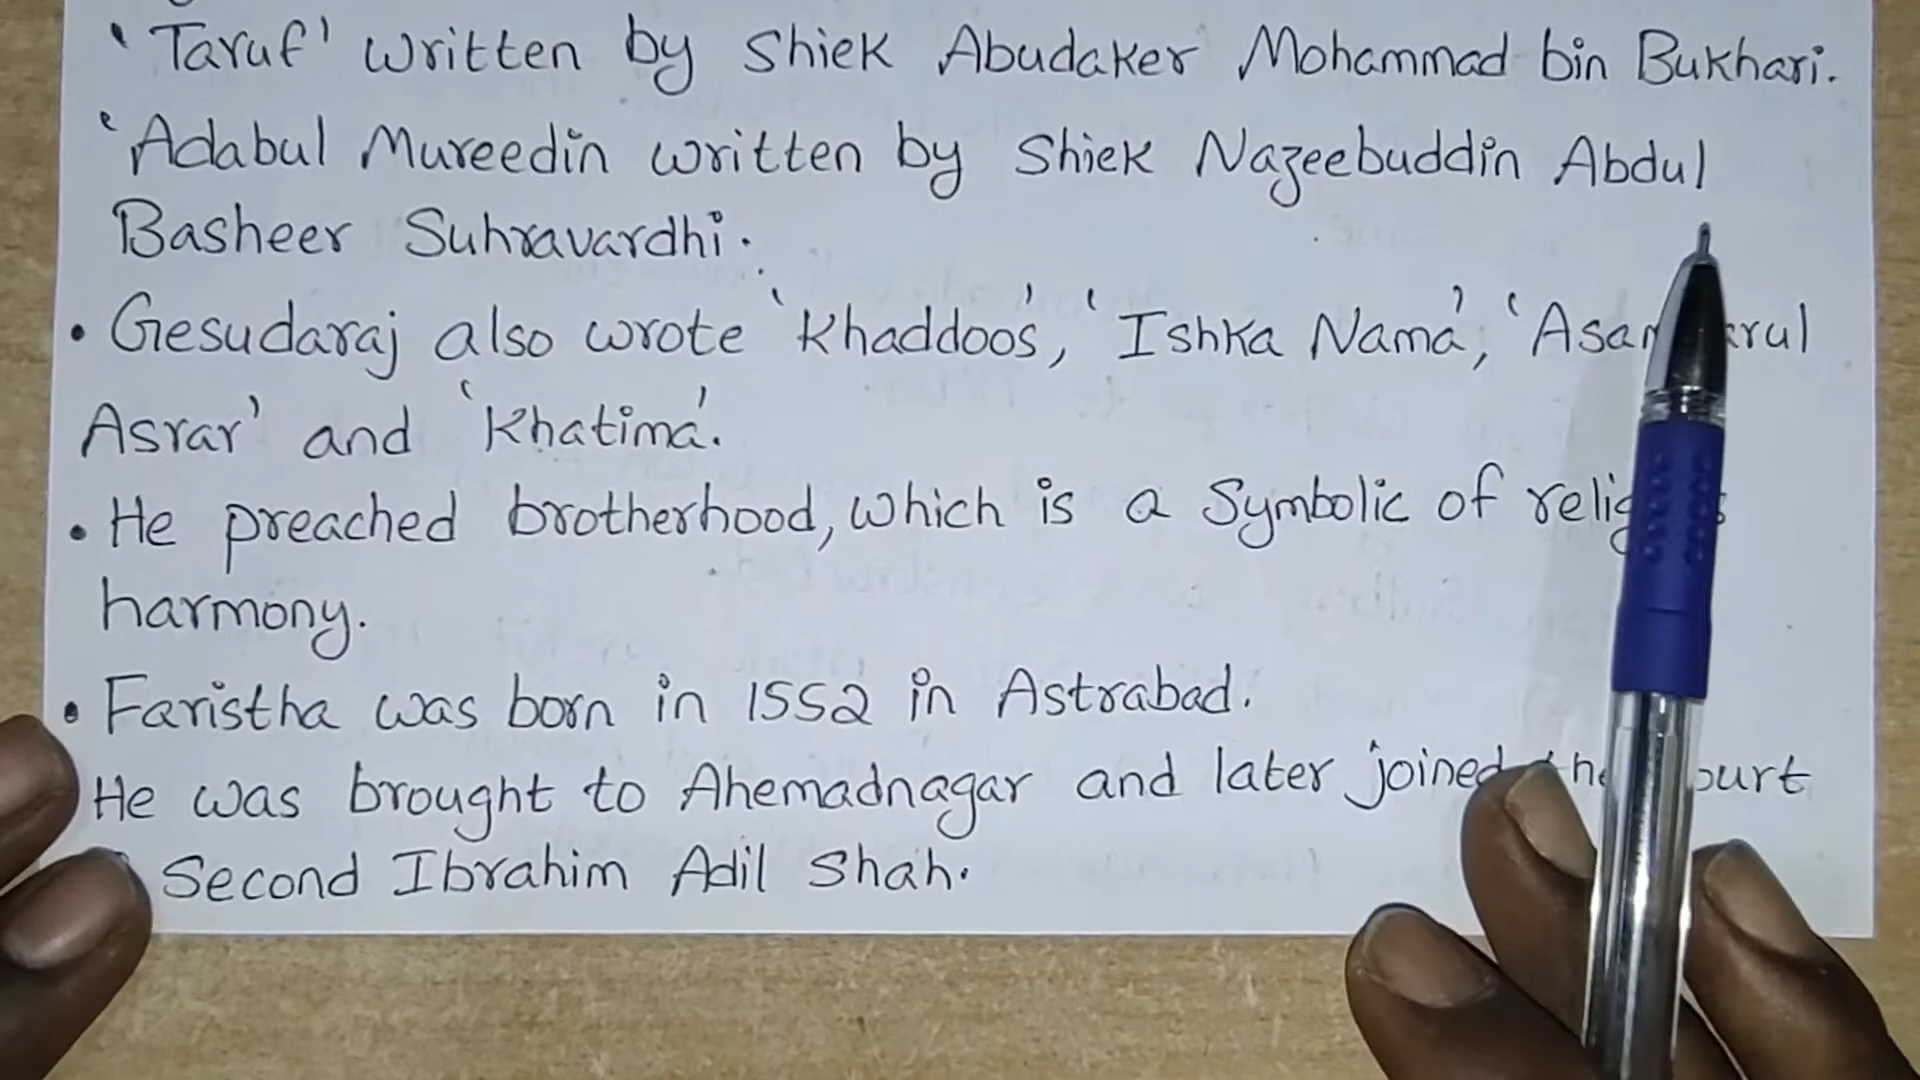 'Taruf' written by Shiek Abudaker Mohammad bin Bukhari.
'Adabul Mureedin written by Shiek Nazeebuddin Abdul
Basheer Suhravardhi.
• Gesudaraj also wrote 'Khaddoos', 'Ishka Nama', '
Asrar' and 'Khatima'.
• He preached brotherhood, which is a Symbolic of
harmony.
• Faristha was born in 1552 in Astrabad.
He was brought to Ahemadnagar and later joined
Second Ibrahim Adil Shah.